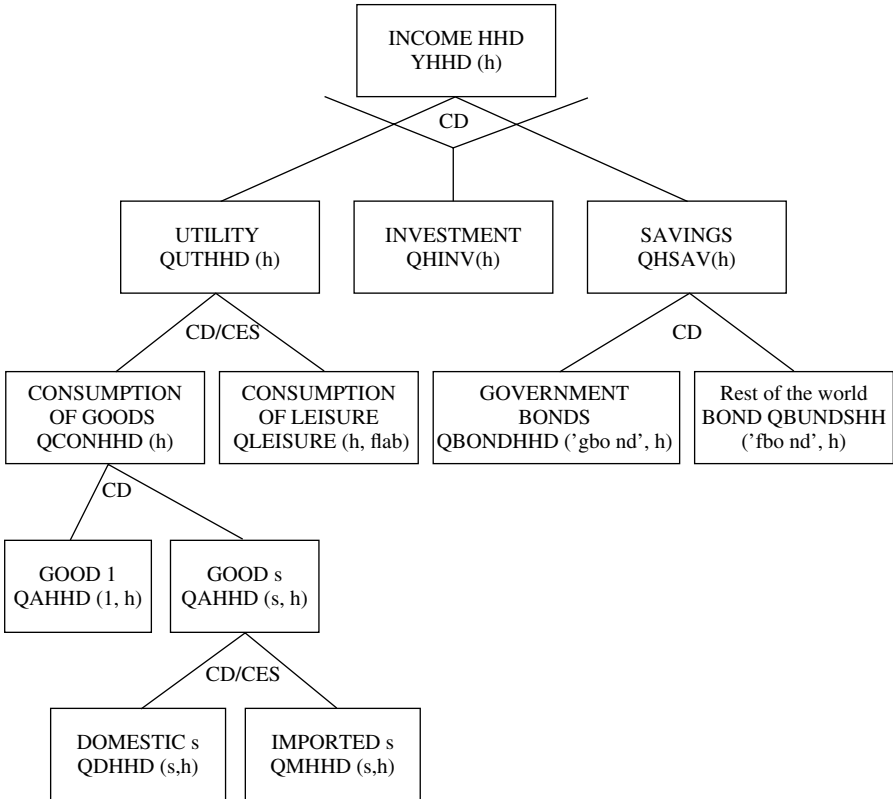 INCOME HHD
YHHD (h)
CD
UTILITY
QUTHHD (h)
INVESTMENT
QHINV(h)
SAVINGS
QHSAV(h)
CD/CES
CD
CONSUMPTION
OF GOODS
QCONHHD (h)
CONSUMPTION
OF LEISURE
QLEISURE (h, flab)
GOVERNMENT
BONDS
QBONDHHD ('gbo nd', h)
Rest of the world
BOND QBUNDSHH
('fbo nd', h)
CD
GOOD 1
QAHHD (1, h)
GOOD s
QAHHD (s, h)
CD/CES
DOMESTIC s
QDHHD (s,h)
IMPORTED s
QMHHD (s,h)